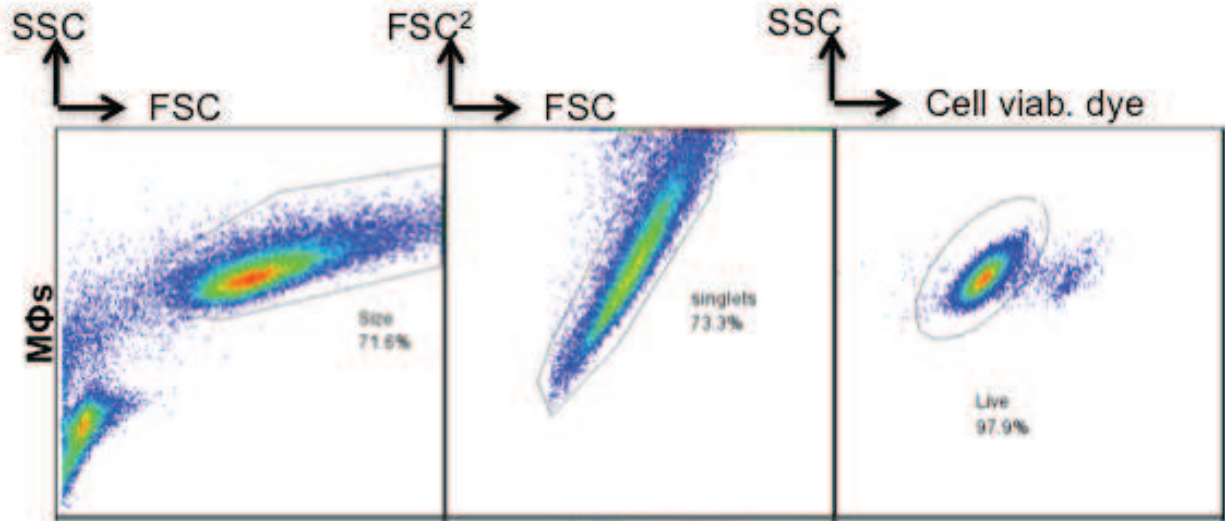 SSC
FSC
FSC²
FSC
SSC
Cell viab. dye
MΦs
Size
71.6%
singlets
73.3%
Live
97.9%